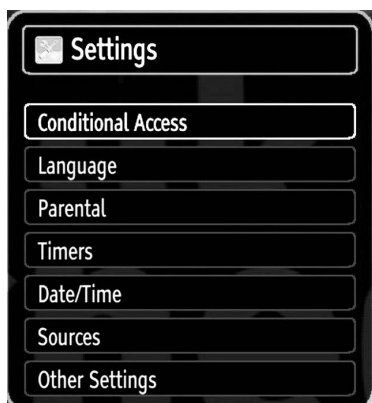 Settings
Conditional Access
Language
Parental
Timers
Date/Time
Sources
Other Settings